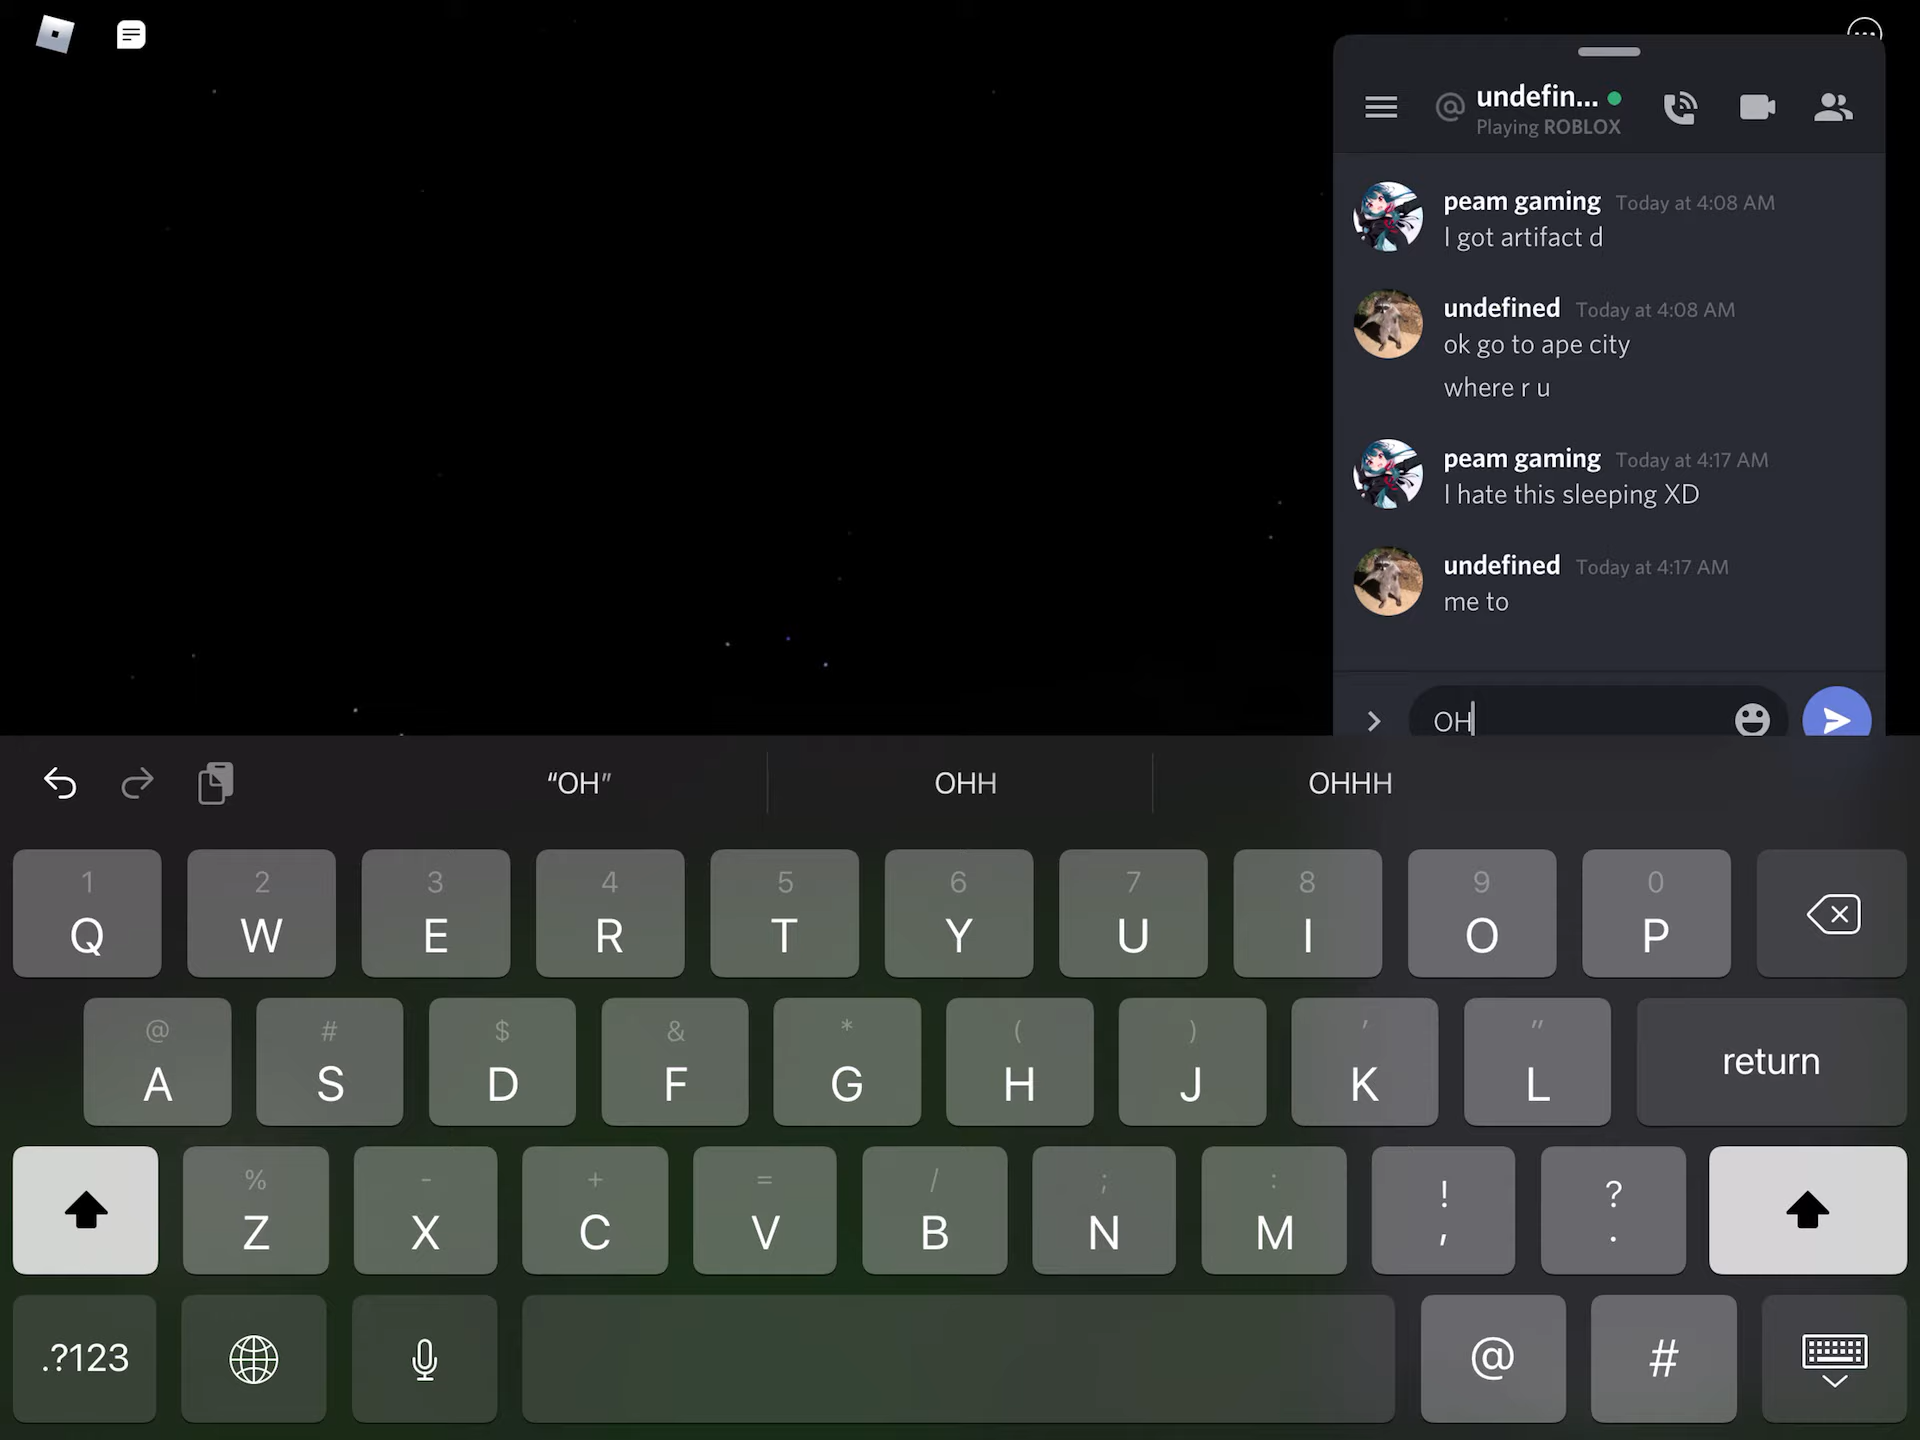 undefin...
Playing ROBLOX
peam gaming Today at 4:08 AM
I got artifact d
undefined Today at 4:08 AM
ok go to ape city
where r u
peam gaming Today at 4:17 AM
I hate this sleeping XD
undefined Today at 4:17 AM
me to
OH
“OH” OHH OHHH
1 2 3 4 5 6 7 8 9 0
Q W E R T Y U I O P
@ # $ & * ( ) ' "
A S D F G H J K L return
% - + = / ; : ! ?
Z X C V B N M , .
.?123 @ #